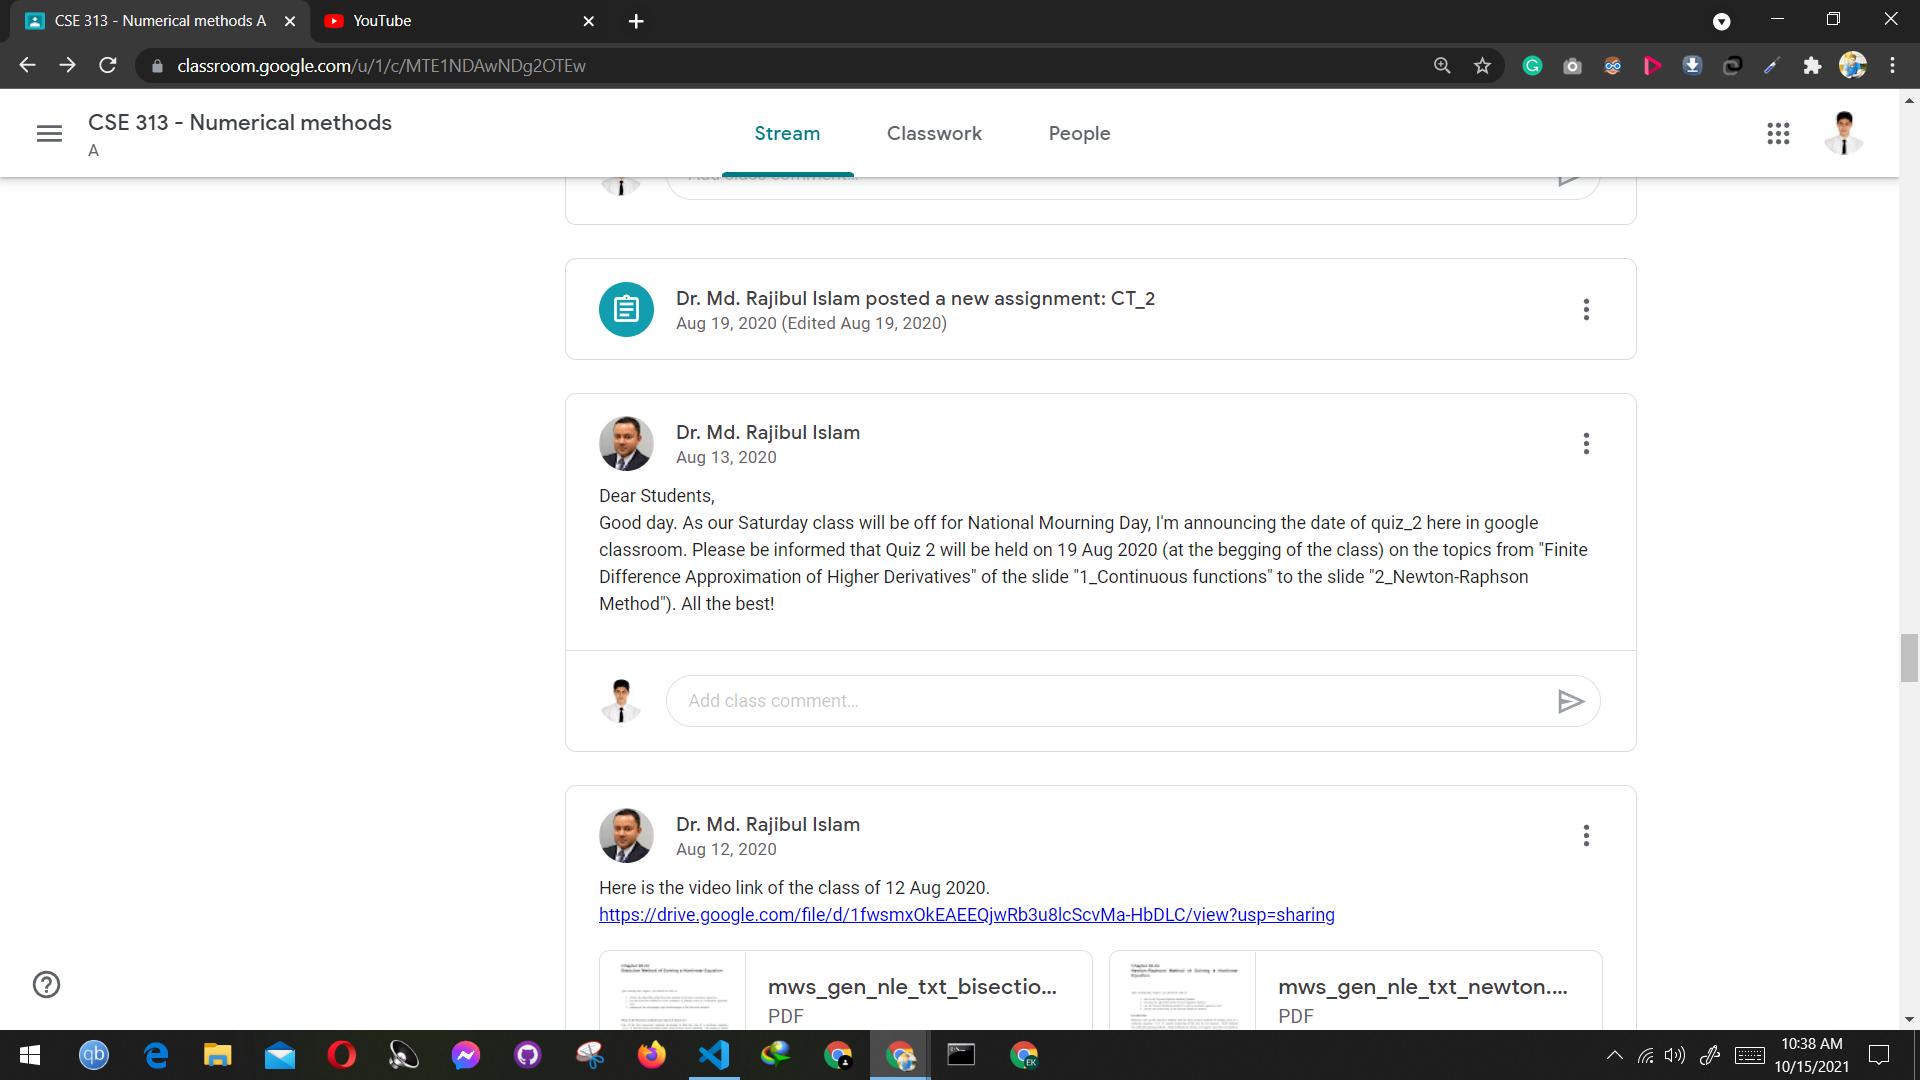 CSE 313 - Numerical methods A
YouTube
classroom.google.com/u/1/c/MTE1NDAwNDg2OTEw
CSE 313 - Numerical methods
A
Stream
Classwork
People
Add class comment...
Dr. Md. Rajibul Islam posted a new assignment: CT_2
Aug 19, 2020 (Edited Aug 19, 2020)
Dr. Md. Rajibul Islam
Aug 13, 2020
Dear Students,
Good day. As our Saturday class will be off for National Mourning Day, I'm announcing the date of quiz_2 here in google
classroom. Please be informed that Quiz 2 will be held on 19 Aug 2020 (at the begging of the class) on the topics from "Finite
Difference Approximation of Higher Derivatives" of the slide "1_Continuous functions" to the slide "2_Newton-Raphson
Method"). All the best!
Add class comment...
Dr. Md. Rajibul Islam
Aug 12, 2020
Here is the video link of the class of 12 Aug 2020.
https://drive.google.com/file/d/1fwsmxOkEAEEQjwRb3u8lcScvMa-HbDLC/view?usp=sharing
mws_gen_nle_txt_bisectio...
PDF
mws_gen_nle_txt_newton....
PDF
qb
EK
10:38 AM
10/15/2021